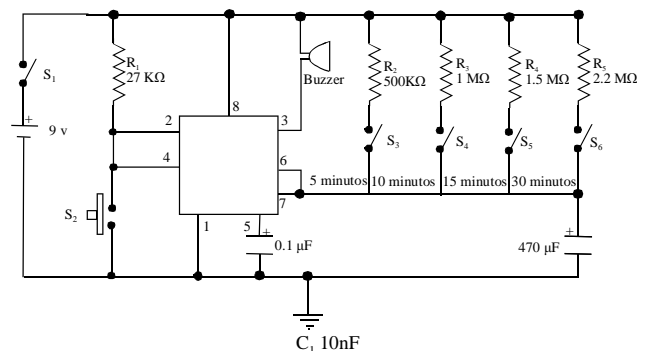 S₁
9 v
R₁
27 KΩ
S₂
2
4
8
3
6
7
1
5
Buzzer
R₂
500KΩ
R₃
1 MΩ
R₄
1.5 MΩ
R₅
2.2 MΩ
S₃
S₄
S₅
S₆
5 minutos
10 minutos
15 minutos
30 minutos
+
+
+
0.1 µF
470 µF
C₁ 10nF